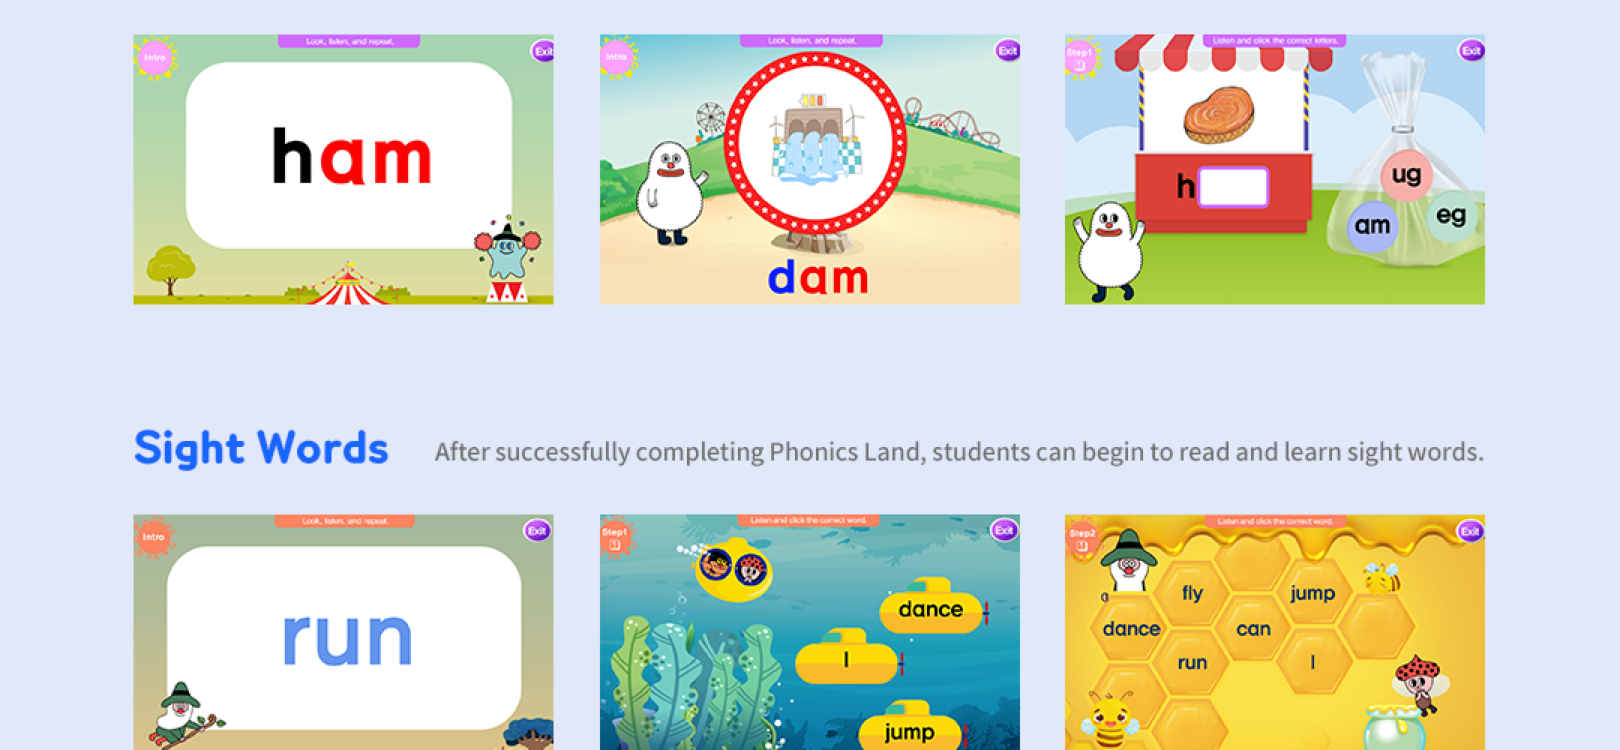 Look, listen, and repeat.
Intro
Exit
ham
Look, listen, and repeat.
Intro
Exit
dam
Listen and click the correct letters.
Step1
1
Exit
h
ug
am
eg
Sight Words
After successfully completing Phonics Land, students can begin to read and learn sight words.
Look, listen, and repeat.
Intro
Exit
run
Listen and click the correct word.
Step1
1
Exit
dance
I
jump
Listen and click the correct word.
Step2
1
Exit
fly
jump
dance
can
run
I